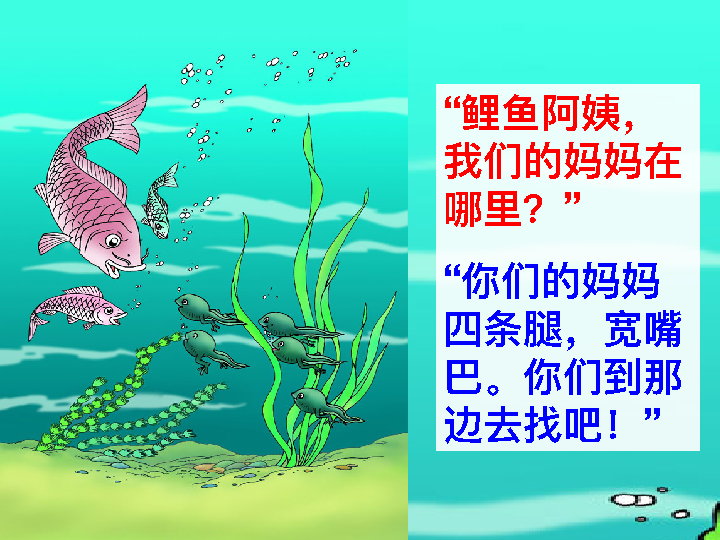 “鲤鱼阿姨，
我们的妈妈在
哪里？”
“你们的妈妈
四条腿，宽嘴
巴。你们到那
边去找吧！”